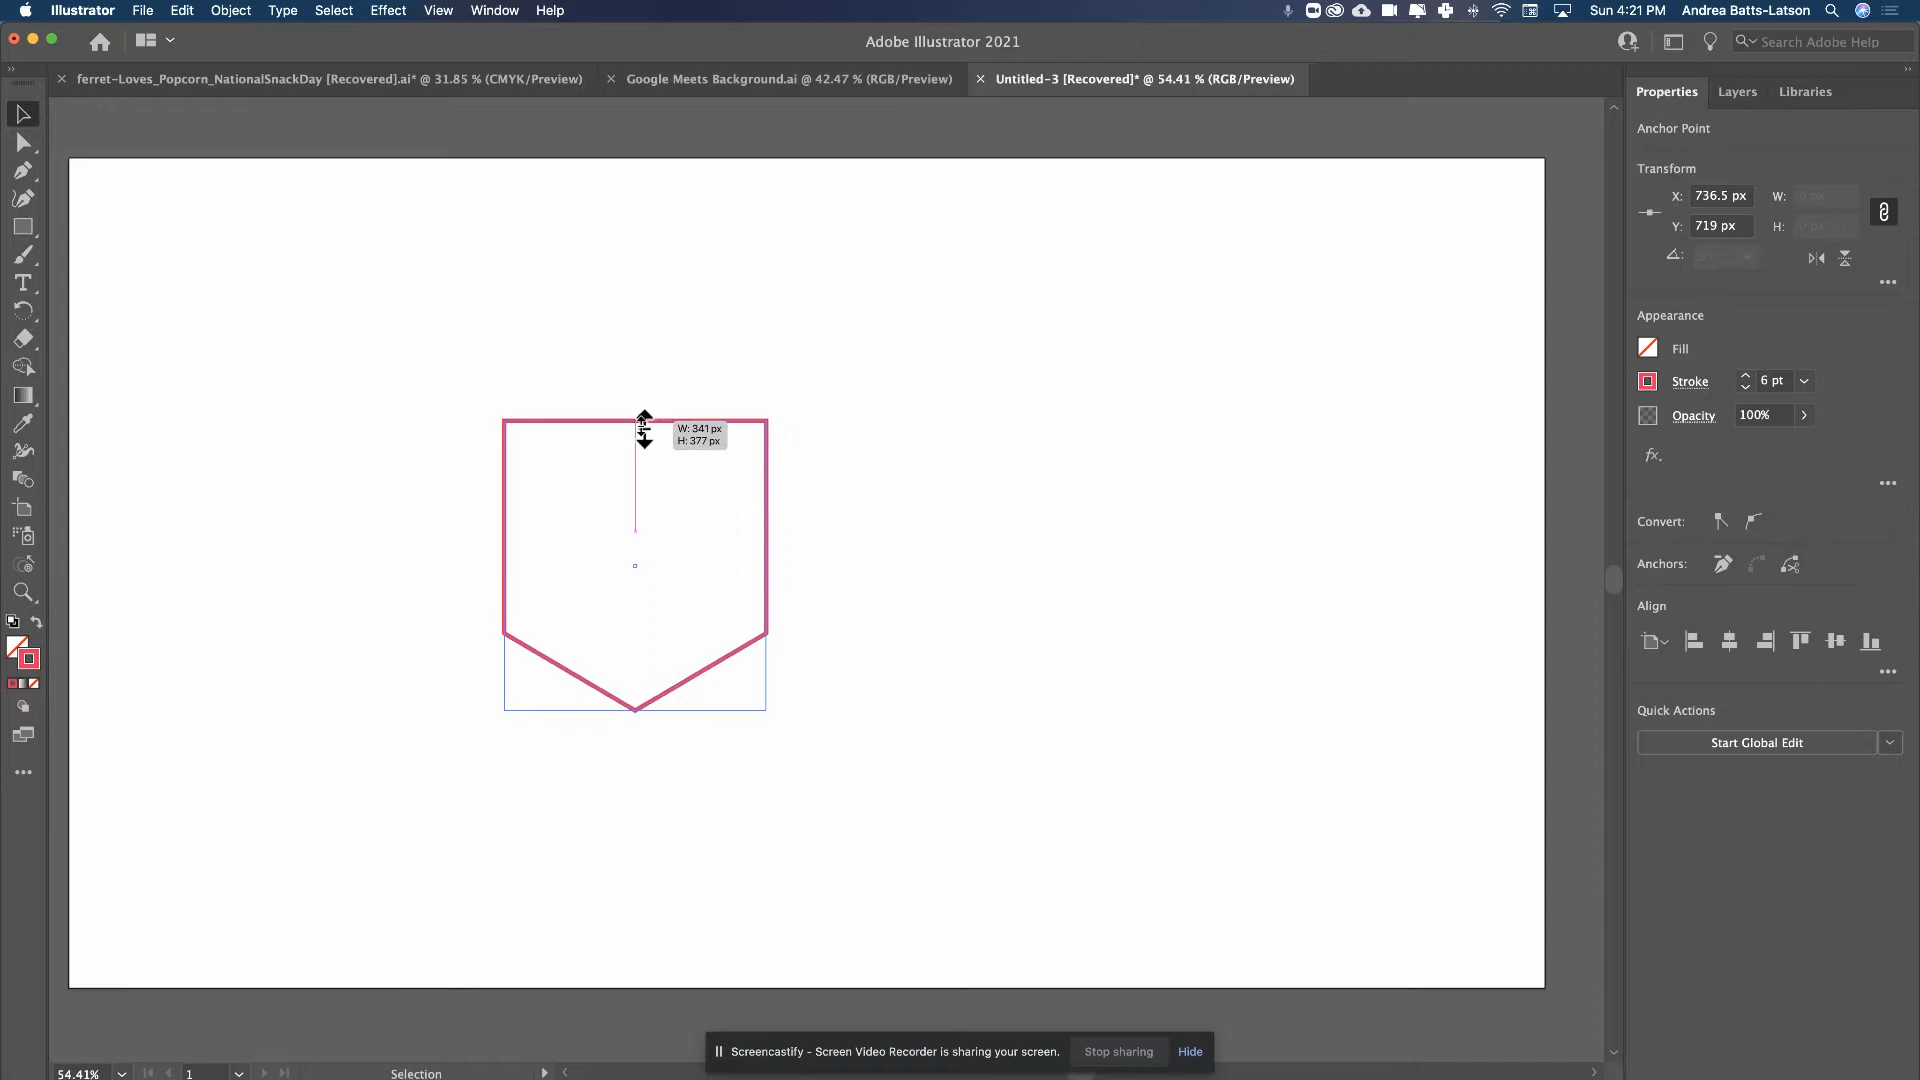 Illustrator File Edit Object Type Select Effect View Window Help Sun 4:21 PM Andrea Batts-Latson
Adobe Illustrator 2021 Search Adobe Help
ferret-Loves_Popcorn_NationalSnackDay [Recovered].ai* @ 31.85 % (CMYK/Preview) Google Meets Background.ai @ 42.47 % (RGB/Preview) Untitled-3 [Recovered]* @ 54.41 % (RGB/Preview)
Properties Layers Libraries
Anchor Point
Transform
X: 736.5 px W: 0 px
Y: 719 px H: 0 px
Appearance
Fill
Stroke 6 pt
Opacity 100%
fx
W: 341 px
H: 377 px
Convert:
Anchors:
Align
Quick Actions
Start Global Edit
Screencastify - Screen Video Recorder is sharing your screen. Stop sharing Hide
54.41% 1 Selection